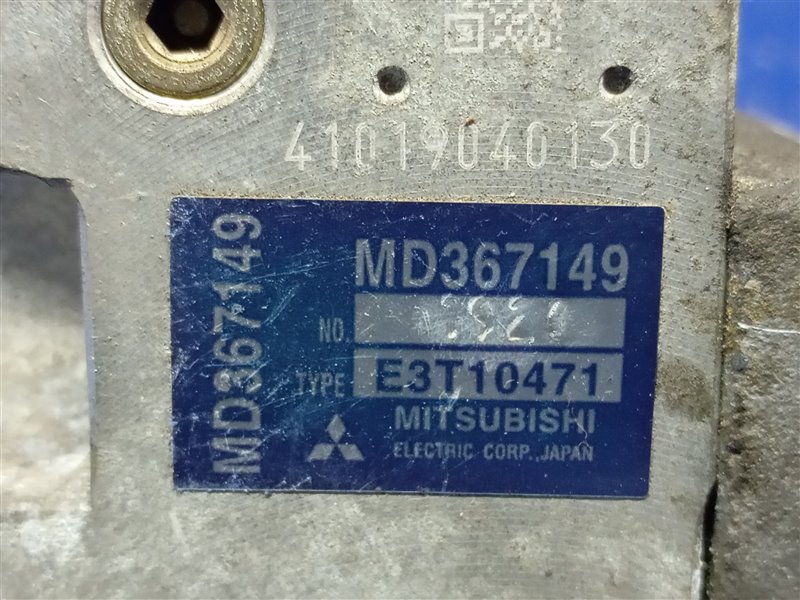 41019040130
MD367149
MD367149
NO.
TYPE E3T10471
MITSUBISHI
ELECTRIC CORP., JAPAN